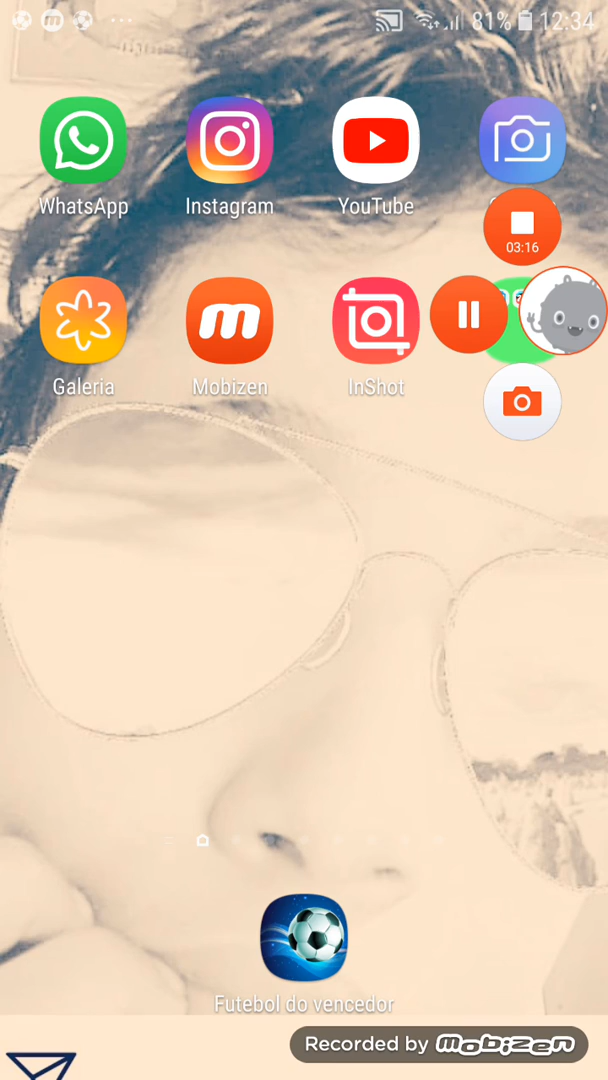 81% 12:34
WhatsApp Instagram YouTube
03:16
Galeria Mobizen InShot
Futebol do vencedor
Recorded by mobizen